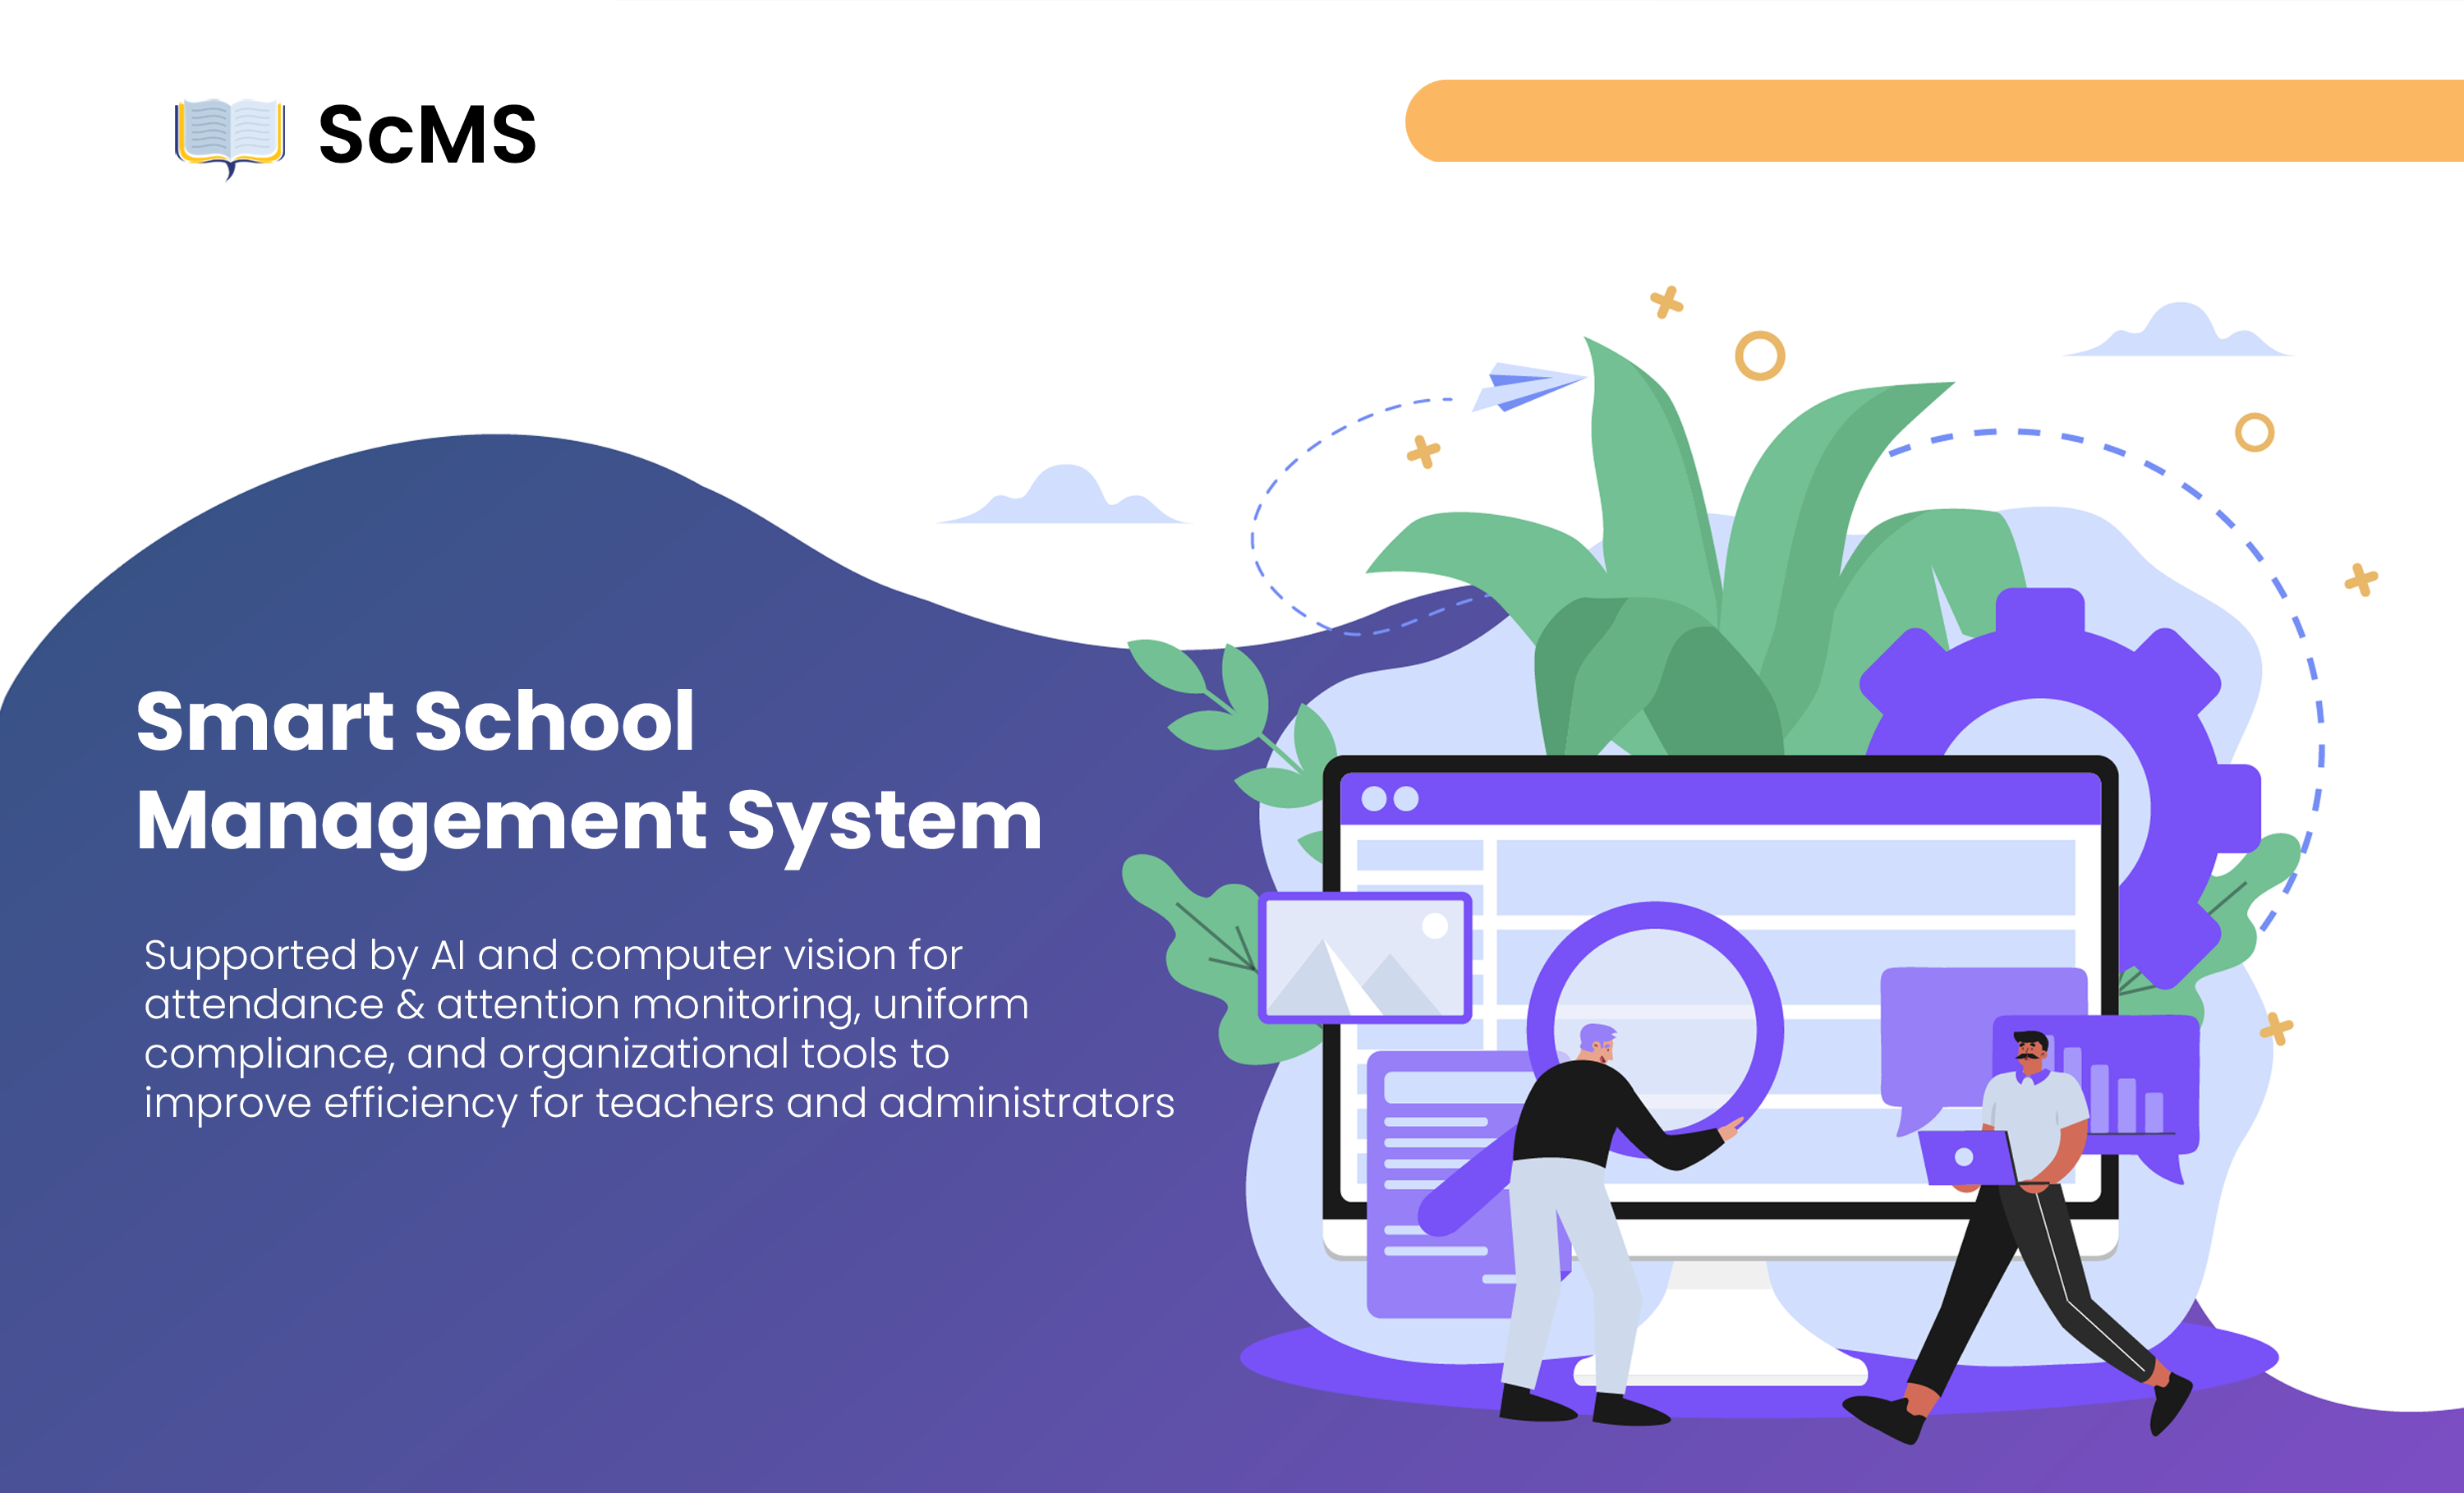 ScMS
Smart School
Management System
Supported by AI and computer vision for
attendance & attention monitoring, uniform
compliance, and organizational tools to
improve efficiency for teachers and administrators